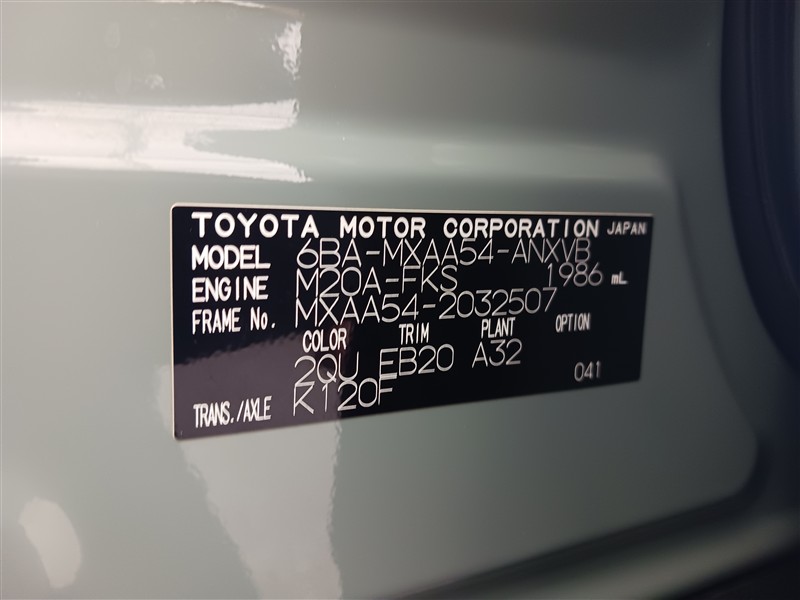 TOYOTA MOTOR CORPORATION JAPAN
MODEL 6BA-MXAA54-ANXVB
ENGINE M20A-FKS 1986 mL
FRAME No. MXAA54-2032507
COLOR TRIM PLANT OPTION
2QU EB20 A32
TRANS./AXLE K120F 041